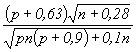 (p + 0,63)√(n + 0,28)
√(pn(p + 0,9) + 0,1n)